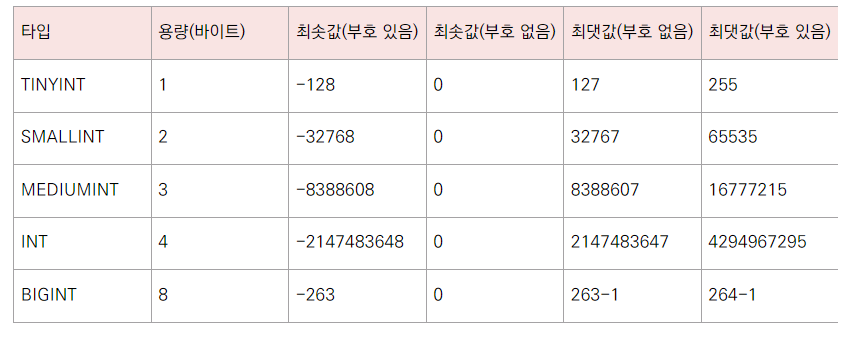 타입 용량(바이트) 최솟값(부호 있음) 최솟값(부호 없음) 최댓값(부호 없음) 최댓값(부호 있음)
TINYINT 1 -128 0 127 255
SMALLINT 2 -32768 0 32767 65535
MEDIUMINT 3 -8388608 0 8388607 16777215
INT 4 -2147483648 0 2147483647 4294967295
BIGINT 8 -263 0 263-1 264-1